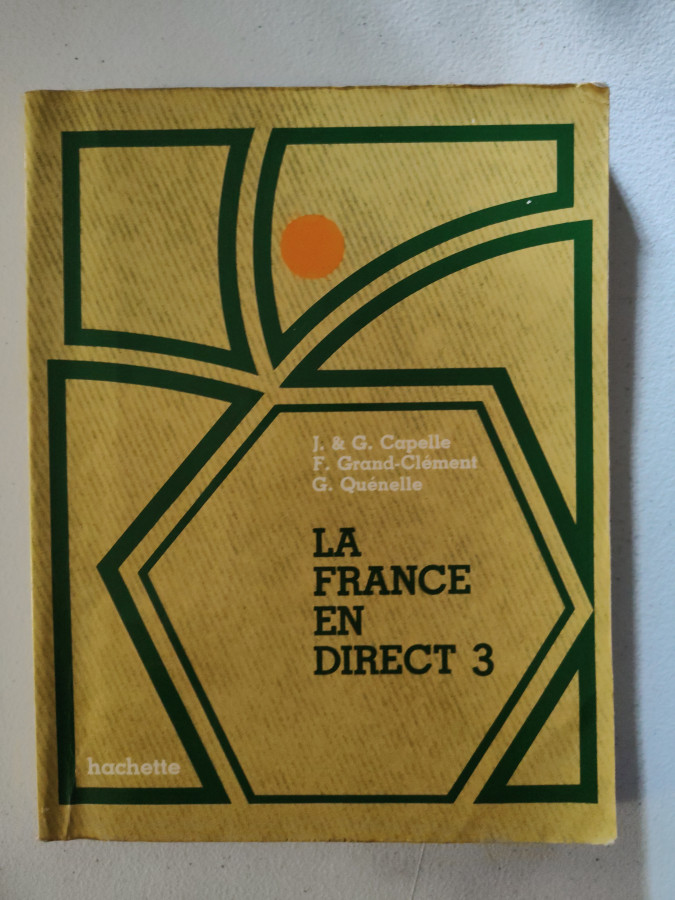 J. & G. Capelle
F. Grand-Clément
G. Quénelle
LA
FRANCE
EN
DIRECT 3
hachette